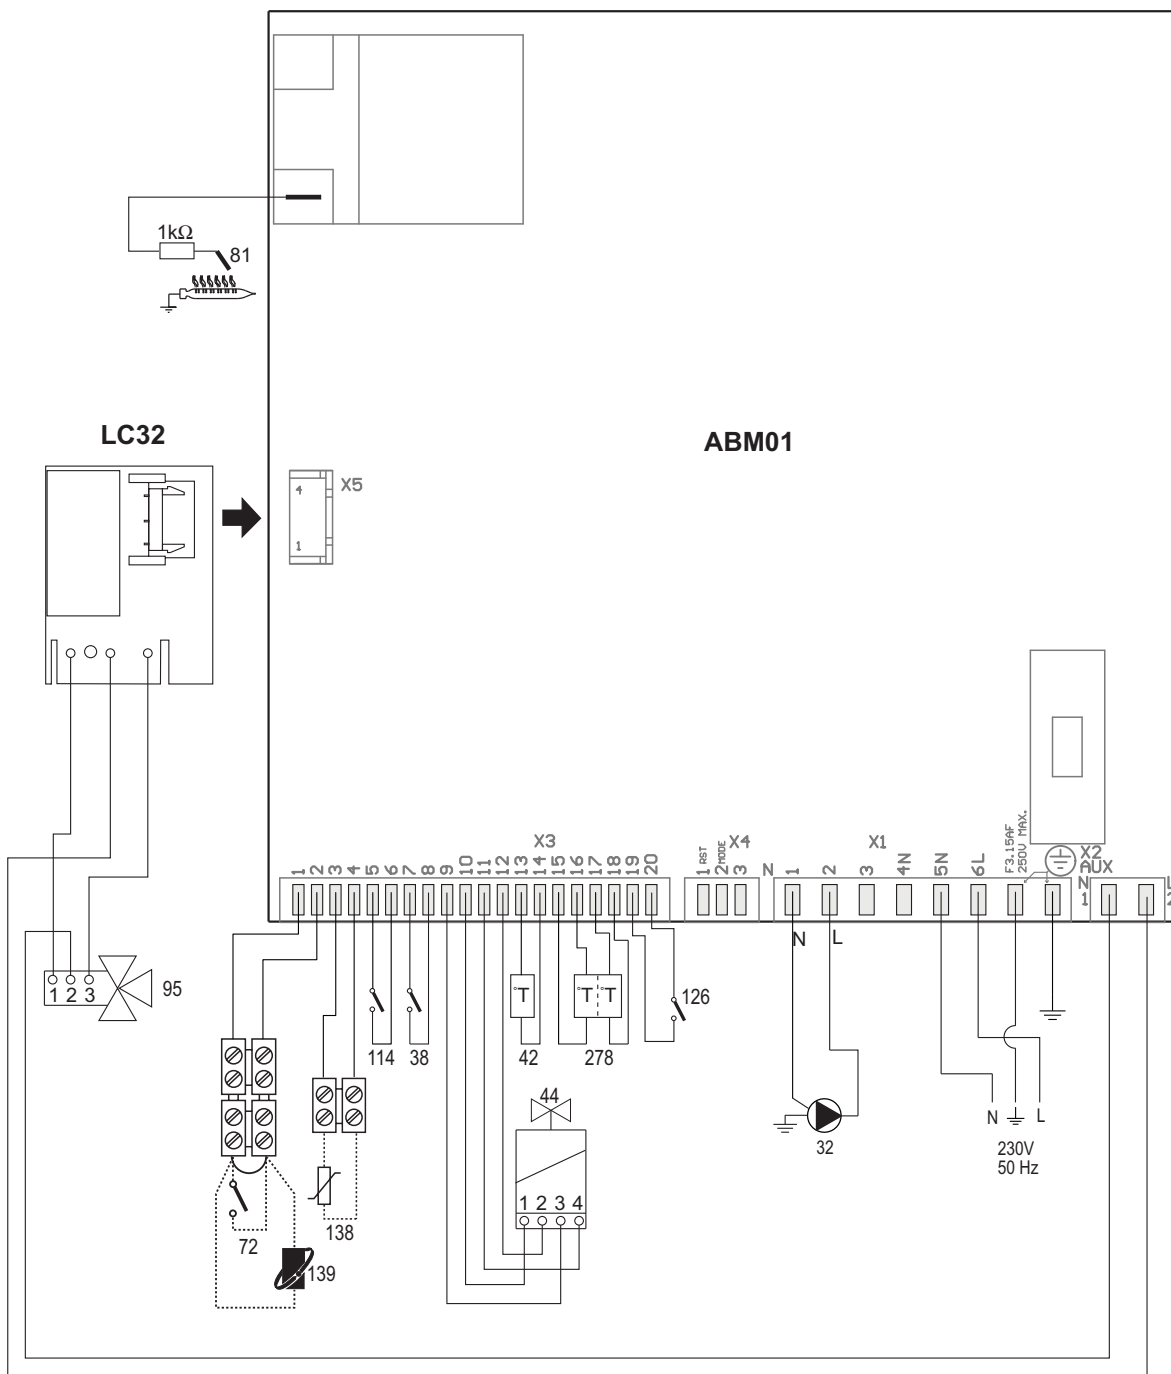 1kΩ
81
LC32
ABM01
X5
4
1
F3.15AF
250V MAX.
X3
X4
X1
X2
AUX
RST
MODE
1 2 3 4 5 6 7 8 9 10 11 12 13 14 15 16 17 18 19 20
1 2 3
N
1 2 3 4N 5N 6L
N
1
L
2
N L
1 2 3
95
°T
°T °T
126
114
38
42
278
44
32
N L
230V
50 Hz
1 2 3 4
72
138
139